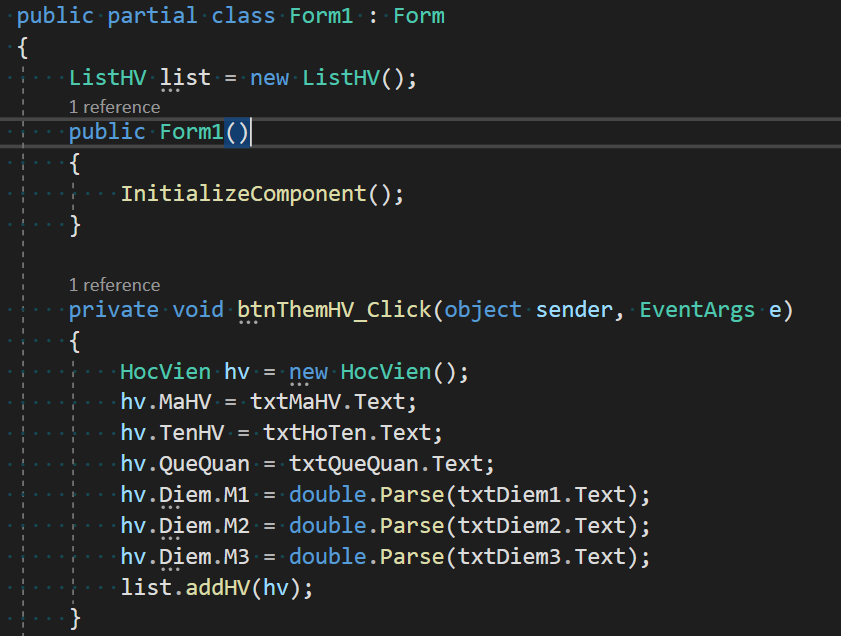 public partial class Form1 : Form
{
ListHV list = new ListHV();
1 reference
public Form1()
{
InitializeComponent();
}
1 reference
private void btnThemHV_Click(object sender, EventArgs e)
{
HocVien hv = new HocVien();
hv.MaHV = txtMaHV.Text;
hv.TenHV = txtHoTen.Text;
hv.QueQuan = txtQueQuan.Text;
hv.Diem.M1 = double.Parse(txtDiem1.Text);
hv.Diem.M2 = double.Parse(txtDiem2.Text);
hv.Diem.M3 = double.Parse(txtDiem3.Text);
list.addHV(hv);
}